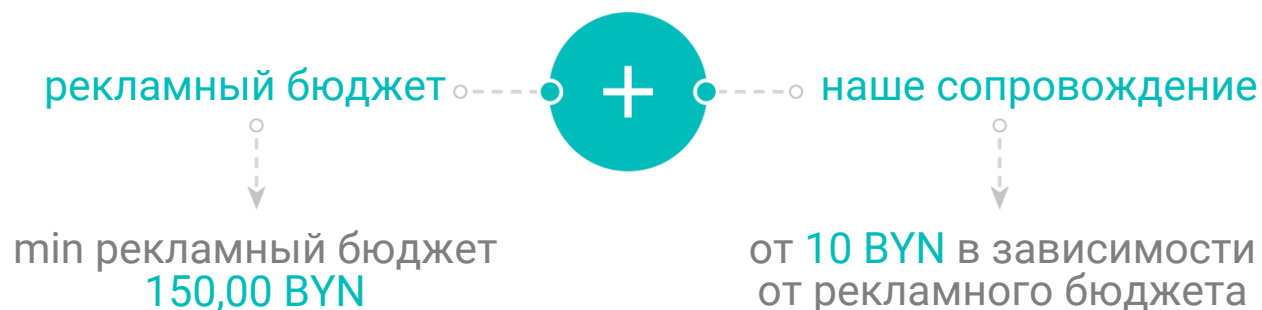 рекламный бюджет
+
наше сопровождение
min рекламный бюджет
150,00 BYN
от 10 BYN в зависимости
от рекламного бюджета